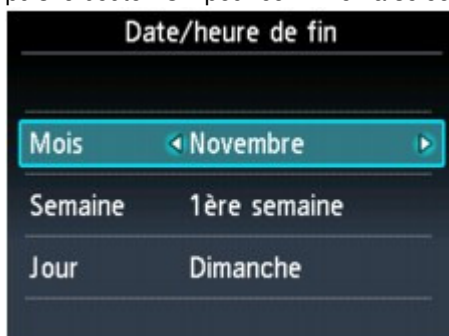 Date/heure de fin
Mois Novembre
Semaine 1ère semaine
Jour Dimanche